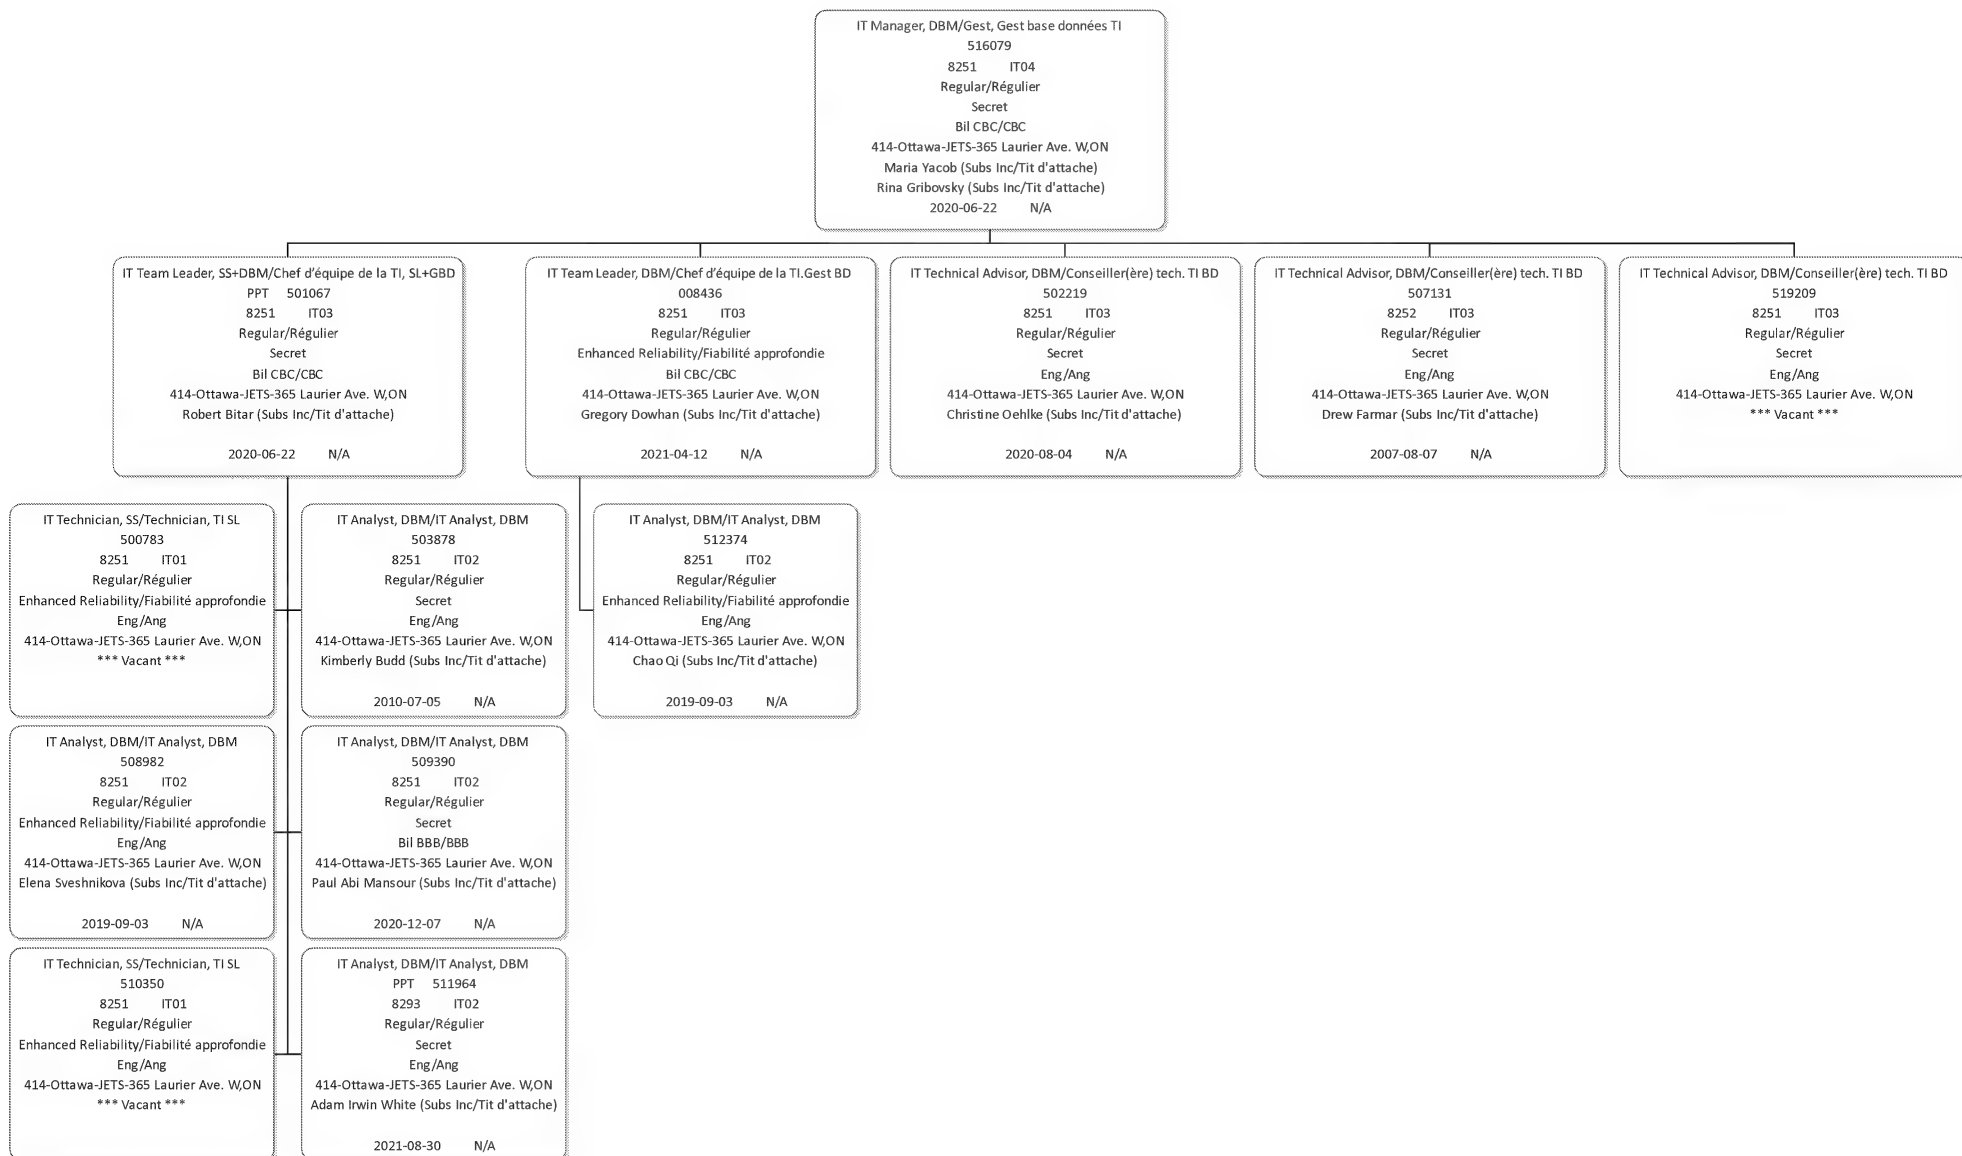 IT Manager, DBM/Gest, Gest base données TI
516079
8251 IT04
Regular/Régulier
Secret
Bil CBC/CBC
414-Ottawa-JETS-365 Laurier Ave. W,ON
Maria Yacob (Subs Inc/Tit d'attache)
Rina Gribovsky (Subs Inc/Tit d'attache)
2020-06-22 N/A
IT Team Leader, SS+DBM/Chef d’équipe de la TI, SL+GBD
PPT 501067
8251 IT03
Regular/Régulier
Secret
Bil CBC/CBC
414-Ottawa-JETS-365 Laurier Ave. W,ON
Robert Bitar (Subs Inc/Tit d'attache)
2020-06-22 N/A
IT Team Leader, DBM/Chef d’équipe de la TI.Gest BD
008436
8251 IT03
Regular/Régulier
Enhanced Reliability/Fiabilité approfondie
Bil CBC/CBC
414-Ottawa-JETS-365 Laurier Ave. W,ON
Gregory Dowhan (Subs Inc/Tit d'attache)
2021-04-12 N/A
IT Technical Advisor, DBM/Conseiller(ère) tech. TI BD
502219
8251 IT03
Regular/Régulier
Secret
Eng/Ang
414-Ottawa-JETS-365 Laurier Ave. W,ON
Christine Oehlke (Subs Inc/Tit d'attache)
2020-08-04 N/A
IT Technical Advisor, DBM/Conseiller(ère) tech. TI BD
507131
8252 IT03
Regular/Régulier
Secret
Eng/Ang
414-Ottawa-JETS-365 Laurier Ave. W,ON
Drew Farmar (Subs Inc/Tit d'attache)
2007-08-07 N/A
IT Technical Advisor, DBM/Conseiller(ère) tech. TI BD
519209
8251 IT03
Regular/Régulier
Secret
Eng/Ang
414-Ottawa-JETS-365 Laurier Ave. W,ON
*** Vacant ***
IT Technician, SS/Technician, TI SL
500783
8251 IT01
Regular/Régulier
Enhanced Reliability/Fiabilité approfondie
Eng/Ang
414-Ottawa-JETS-365 Laurier Ave. W,ON
*** Vacant ***
IT Analyst, DBM/IT Analyst, DBM
503878
8251 IT02
Regular/Régulier
Secret
Eng/Ang
414-Ottawa-JETS-365 Laurier Ave. W,ON
Kimberly Budd (Subs Inc/Tit d'attache)
2010-07-05 N/A
IT Analyst, DBM/IT Analyst, DBM
512374
8251 IT02
Regular/Régulier
Enhanced Reliability/Fiabilité approfondie
Eng/Ang
414-Ottawa-JETS-365 Laurier Ave. W,ON
Chao Qi (Subs Inc/Tit d'attache)
2019-09-03 N/A
IT Analyst, DBM/IT Analyst, DBM
508982
8251 IT02
Regular/Régulier
Enhanced Reliability/Fiabilité approfondie
Eng/Ang
414-Ottawa-JETS-365 Laurier Ave. W,ON
Elena Sveshnikova (Subs Inc/Tit d'attache)
2019-09-03 N/A
IT Analyst, DBM/IT Analyst, DBM
509390
8251 IT02
Regular/Régulier
Secret
Bil BBB/BBB
414-Ottawa-JETS-365 Laurier Ave. W,ON
Paul Abi Mansour (Subs Inc/Tit d'attache)
2020-12-07 N/A
IT Technician, SS/Technician, TI SL
510350
8251 IT01
Regular/Régulier
Enhanced Reliability/Fiabilité approfondie
Eng/Ang
414-Ottawa-JETS-365 Laurier Ave. W,ON
*** Vacant ***
IT Analyst, DBM/IT Analyst, DBM
PPT 511964
8293 IT02
Regular/Régulier
Secret
Eng/Ang
414-Ottawa-JETS-365 Laurier Ave. W,ON
Adam Irwin White (Subs Inc/Tit d'attache)
2021-08-30 N/A